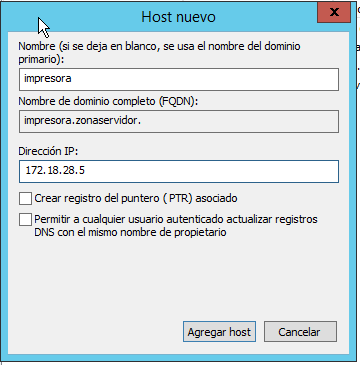 Host nuevo
x
Nombre (si se deja en blanco, se usa el nombre del dominio
primario):
impresora
Nombre de dominio completo (FQDN):
impresora.zonaservidor.
Dirección IP:
172.18.28.5
Crear registro del puntero (PTR) asociado
Permitir a cualquier usuario autenticado actualizar registros
DNS con el mismo nombre de propietario
Agregar host
Cancelar